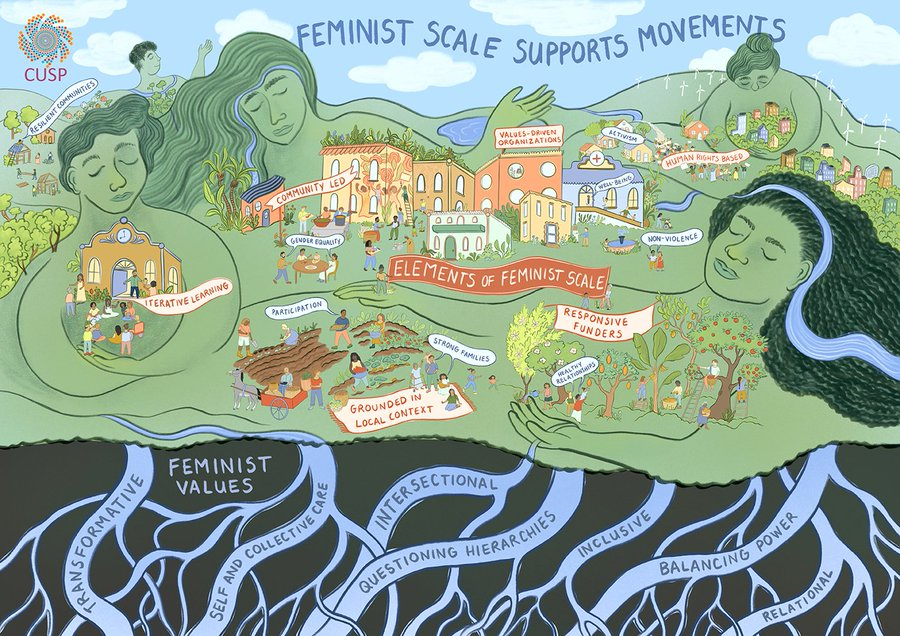 FEMINIST SCALE SUPPORTS MOVEMENTS
CUSP
RESILIENT COMMUNITIES
VALUES-DRIVEN
ORGANIZATIONS
ACTIVISM
HUMAN RIGHTS BASED
COMMUNITY LED
WELL-BEING
GENDER EQUALITY
NON-VIOLENCE
ELEMENTS OF FEMINIST SCALE
ITERATIVE LEARNING
PARTICIPATION
RESPONSIVE
FUNDERS
STRONG FAMILIES
HEALTHY
RELATIONSHIPS
GROUNDED IN
LOCAL CONTEXT
FEMINIST
VALUES
TRANSFORMATIVE
SELF AND COLLECTIVE CARE
INTERSECTIONAL
QUESTIONING HIERARCHIES
INCLUSIVE
BALANCING POWER
RELATIONAL